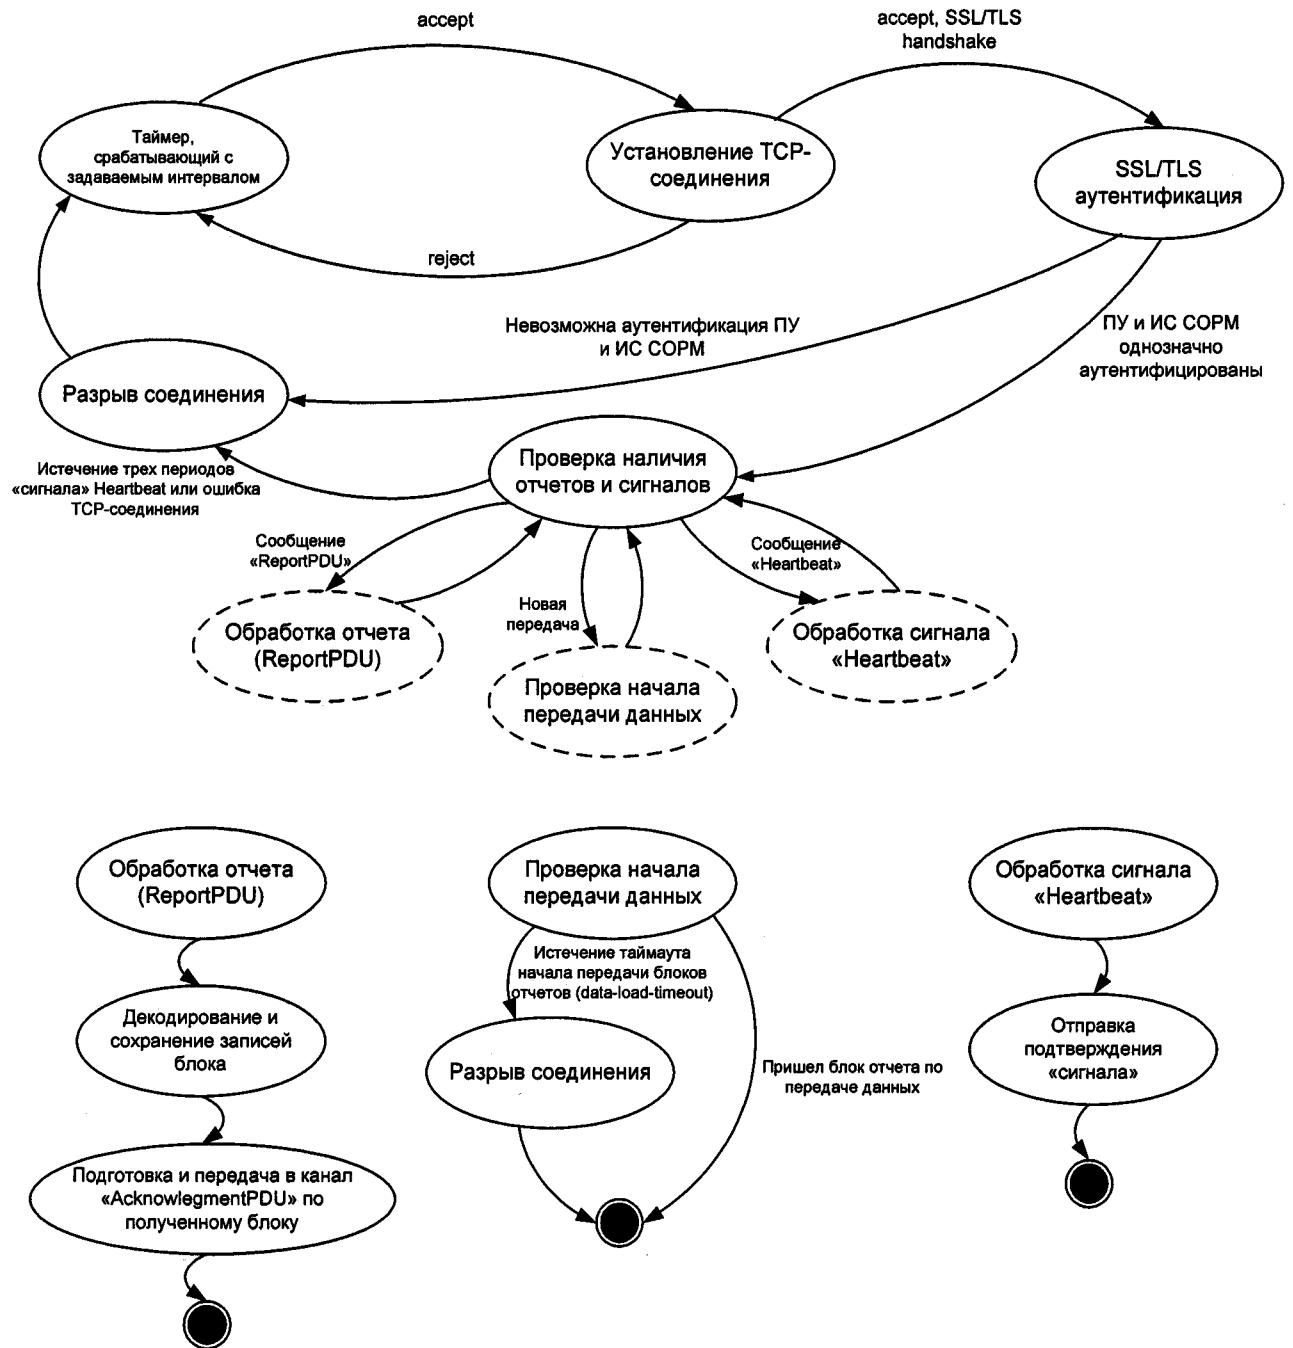 accept
accept, SSL/TLS
handshake
Таймер,
срабатывающий с
задаваемым интервалом
Установление TCP-
соединения
SSL/TLS
аутентификация
reject
Невозможна аутентификация ПУ
и ИС СОРМ
ПУ и ИС СОРМ
однозначно
аутентифицированы
Разрыв соединения
Проверка наличия
отчетов и сигналов
Истечение трех периодов
«сигнала» Heartbeat или ошибка
TCP-соединения
Сообщение
«ReportPDU»
Сообщение
«Heartbeat»
Новая
передача
Обработка отчета
(ReportPDU)
Проверка начала
передачи данных
Обработка сигнала
«Heartbeat»
Обработка отчета
(ReportPDU)
Декодирование и
сохранение записей
блока
Подготовка и передача в канал
«AcknowlegmentPDU» по
полученному блоку
Проверка начала
передачи данных
Истечение таймаута
начала передачи блоков
отчетов (data-load-timeout)
Разрыв соединения
Пришел блок отчета по
передаче данных
Обработка сигнала
«Heartbeat»
Отправка
подтверждения
«сигнала»